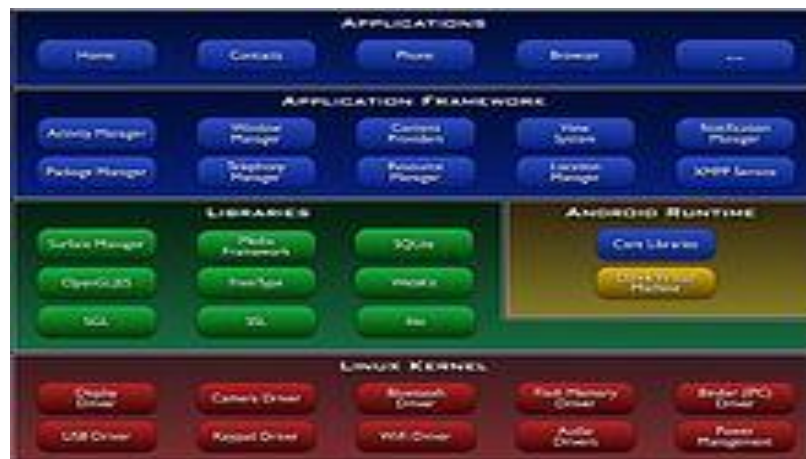 APPLICATIONS
Home
Contacts
Phone
Browser
...
APPLICATION FRAMEWORK
Activity Manager
Window
Manager
Content
Providers
View
System
Notification
Manager
Package Manager
Telephony
Manager
Resource
Manager
Location
Manager
XMPP Service
LIBRARIES
ANDROID RUNTIME
Surface Manager
Media
Framework
SQLite
Core Libraries
OpenGL|ES
FreeType
WebKit
Machine
SGL
SSL
LINUX KERNEL
Display
Driver
Camera Driver
Bluetooth
Driver
Flash Memory
Driver
Binder (IPC)
Driver
USB Driver
Keypad Driver
WiFi Driver
Audio
Drivers
Power
Management